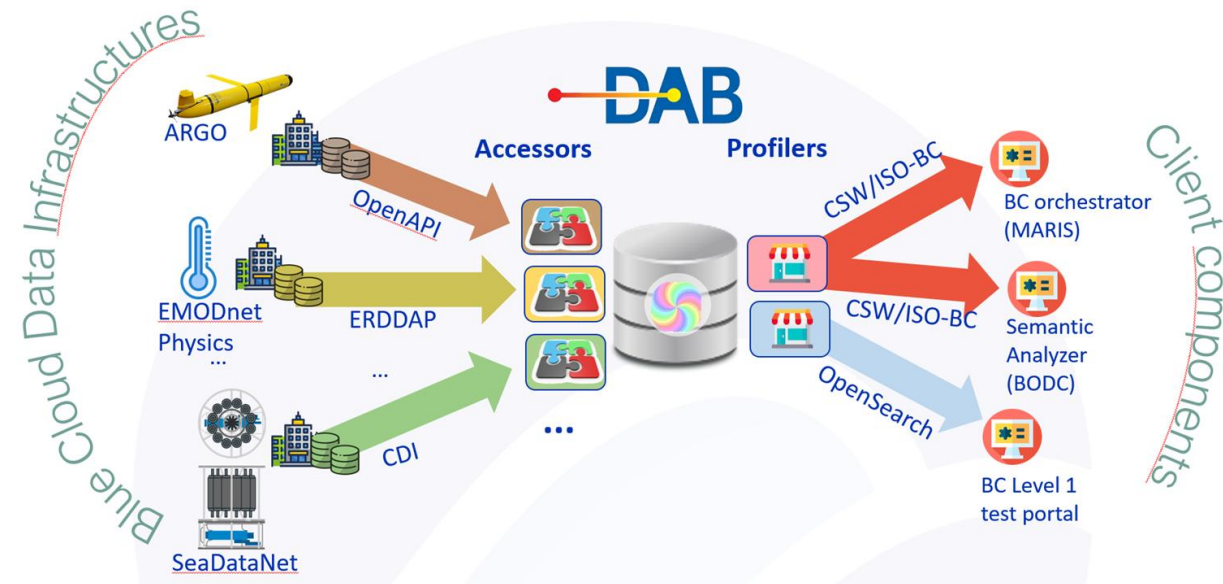 Blue Cloud Data Infrastructures
ARGO
OpenAPI
EMODnet
Physics
...
ERDDAP
...
SeaDataNet
CDI
DAB
Accessors
Profilers
...
CSW/ISO-BC
CSW/ISO-BC
OpenSearch
BC orchestrator
(MARIS)
Semantic
Analyzer
(BODC)
BC Level 1
test portal
Client components